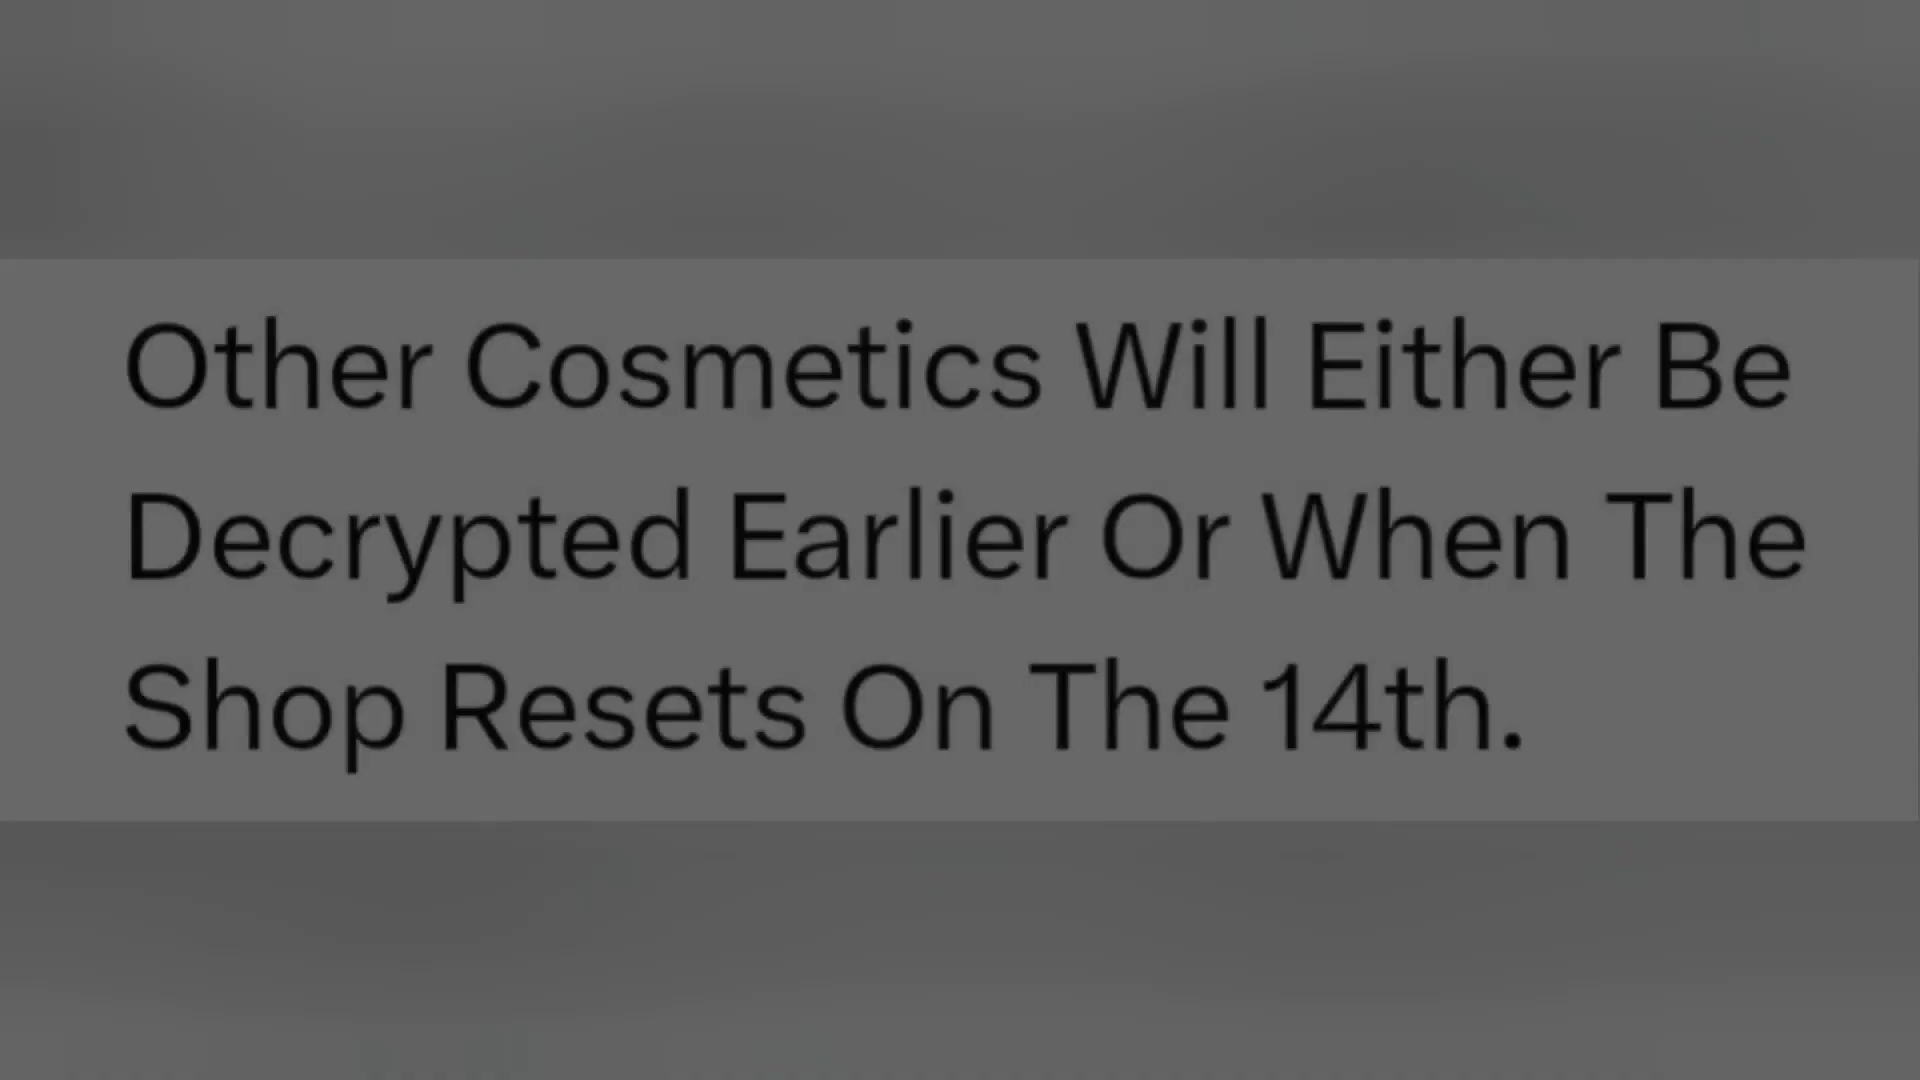 Other Cosmetics Will Either Be
Decrypted Earlier Or When The
Shop Resets On The 14th.